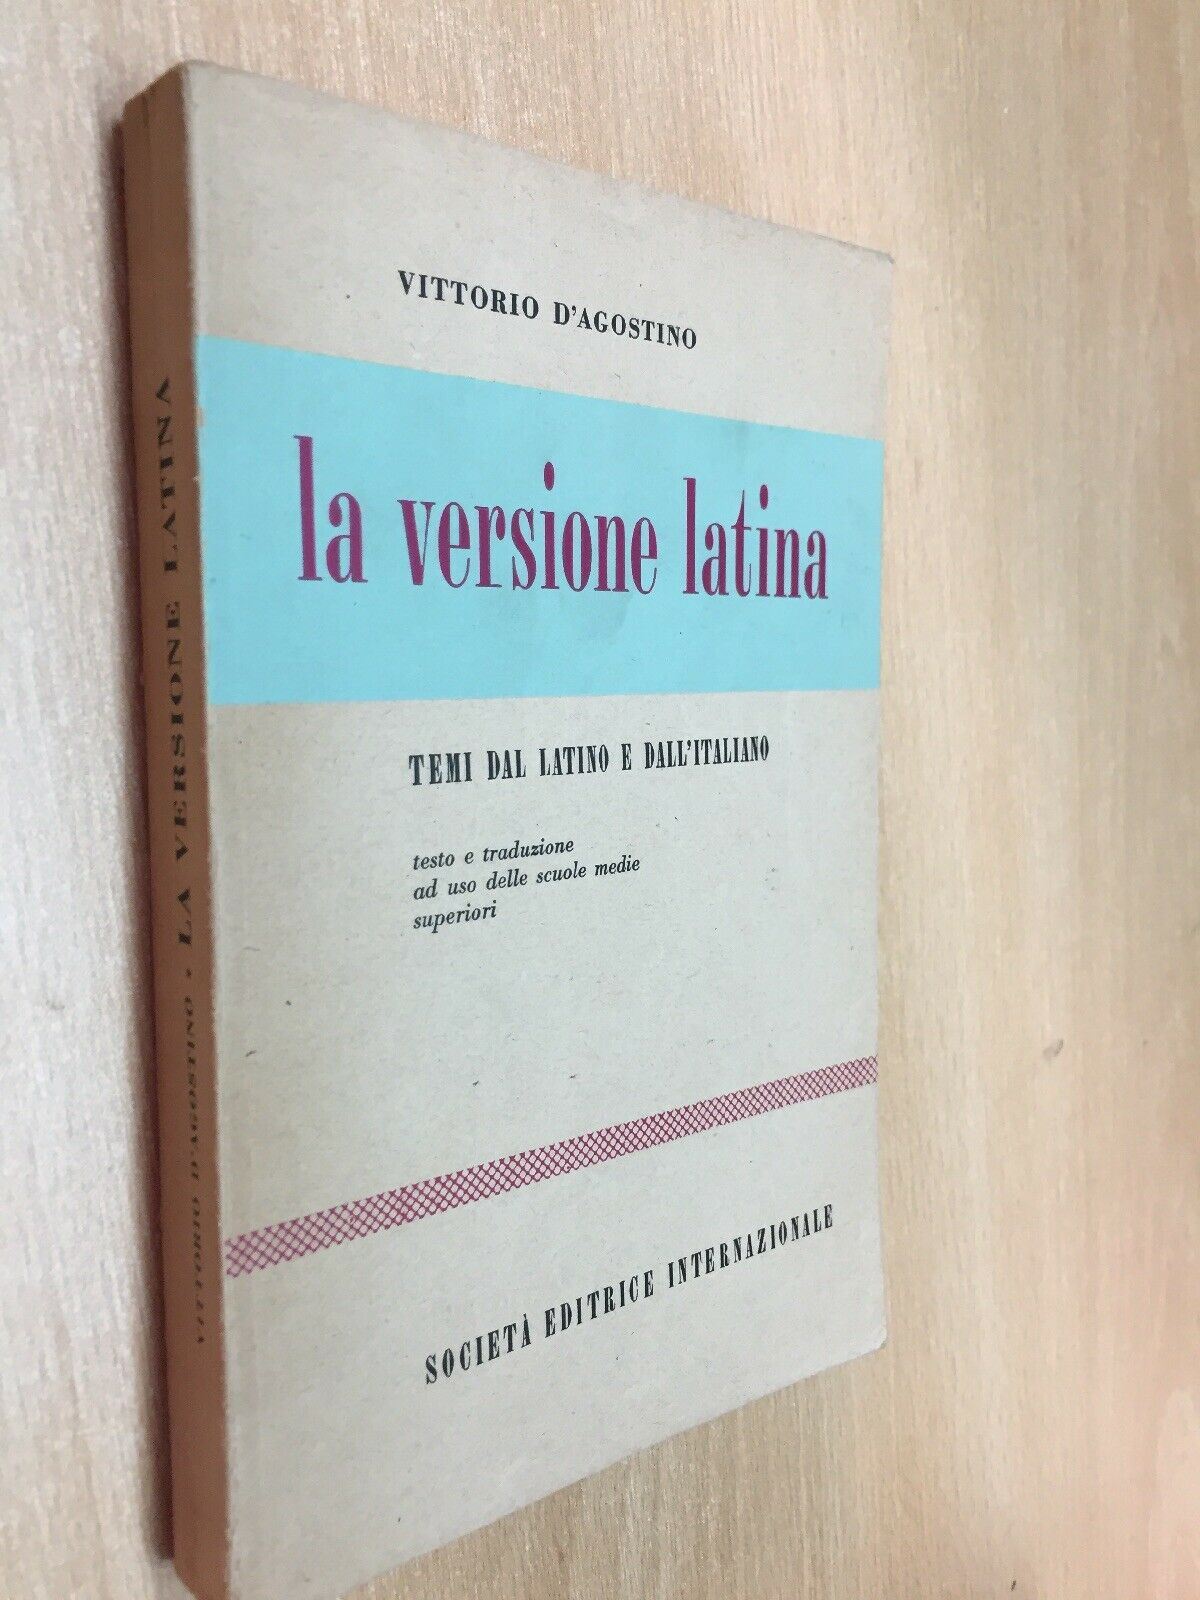 VITTORIO D'AGOSTINO
la versione latina
TEMI DAL LATINO E DALL'ITALIANO
testo e traduzione
ad uso delle scuole medie
superiori
SOCIETÀ EDITRICE INTERNAZIONALE
VITTORIO D'AGOSTINO • LA VERSIONE LATINA